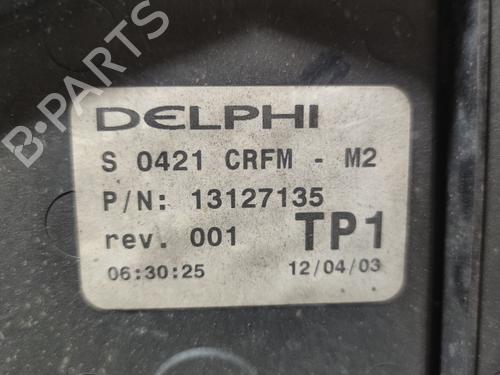 B-PARTS
DELPHI
S 0421 CRFM - M2
P/N: 13127135
rev. 001 TP1
06:30:25 12/04/03